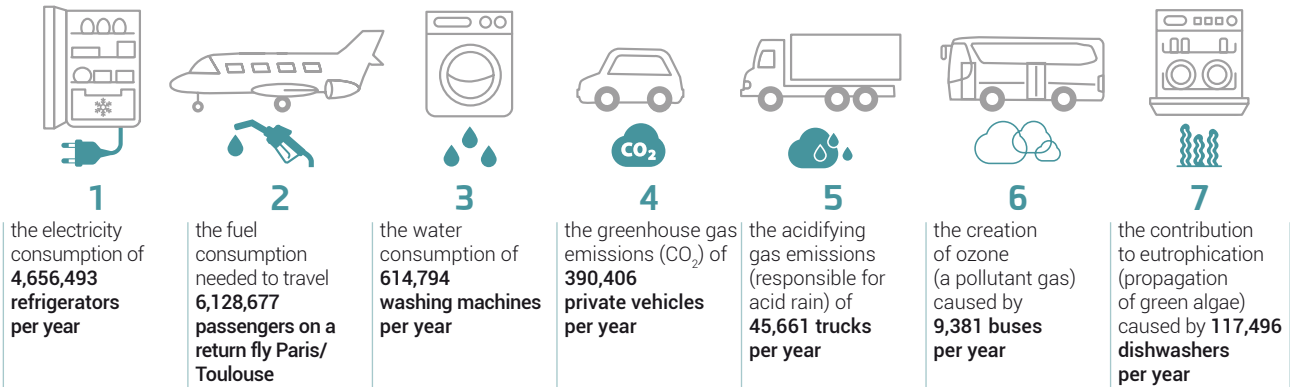 CO₂
1
the electricity
consumption of
4,656,493
refrigerators
per year
2
the fuel
consumption
needed to travel
6,128,677
passengers on a
return fly Paris/
Toulouse
3
the water
consumption of
614,794
washing machines
per year
4
the greenhouse gas
emissions (CO₂) of
390,406
private vehicles
per year
5
the acidifying
gas emissions
(responsible for
acid rain) of
45,661 trucks
per year
6
the creation
of ozone
(a pollutant gas)
caused by
9,381 buses
per year
7
the contribution
to eutrophication
(propagation
of green algae)
caused by 117,496
dishwashers
per year